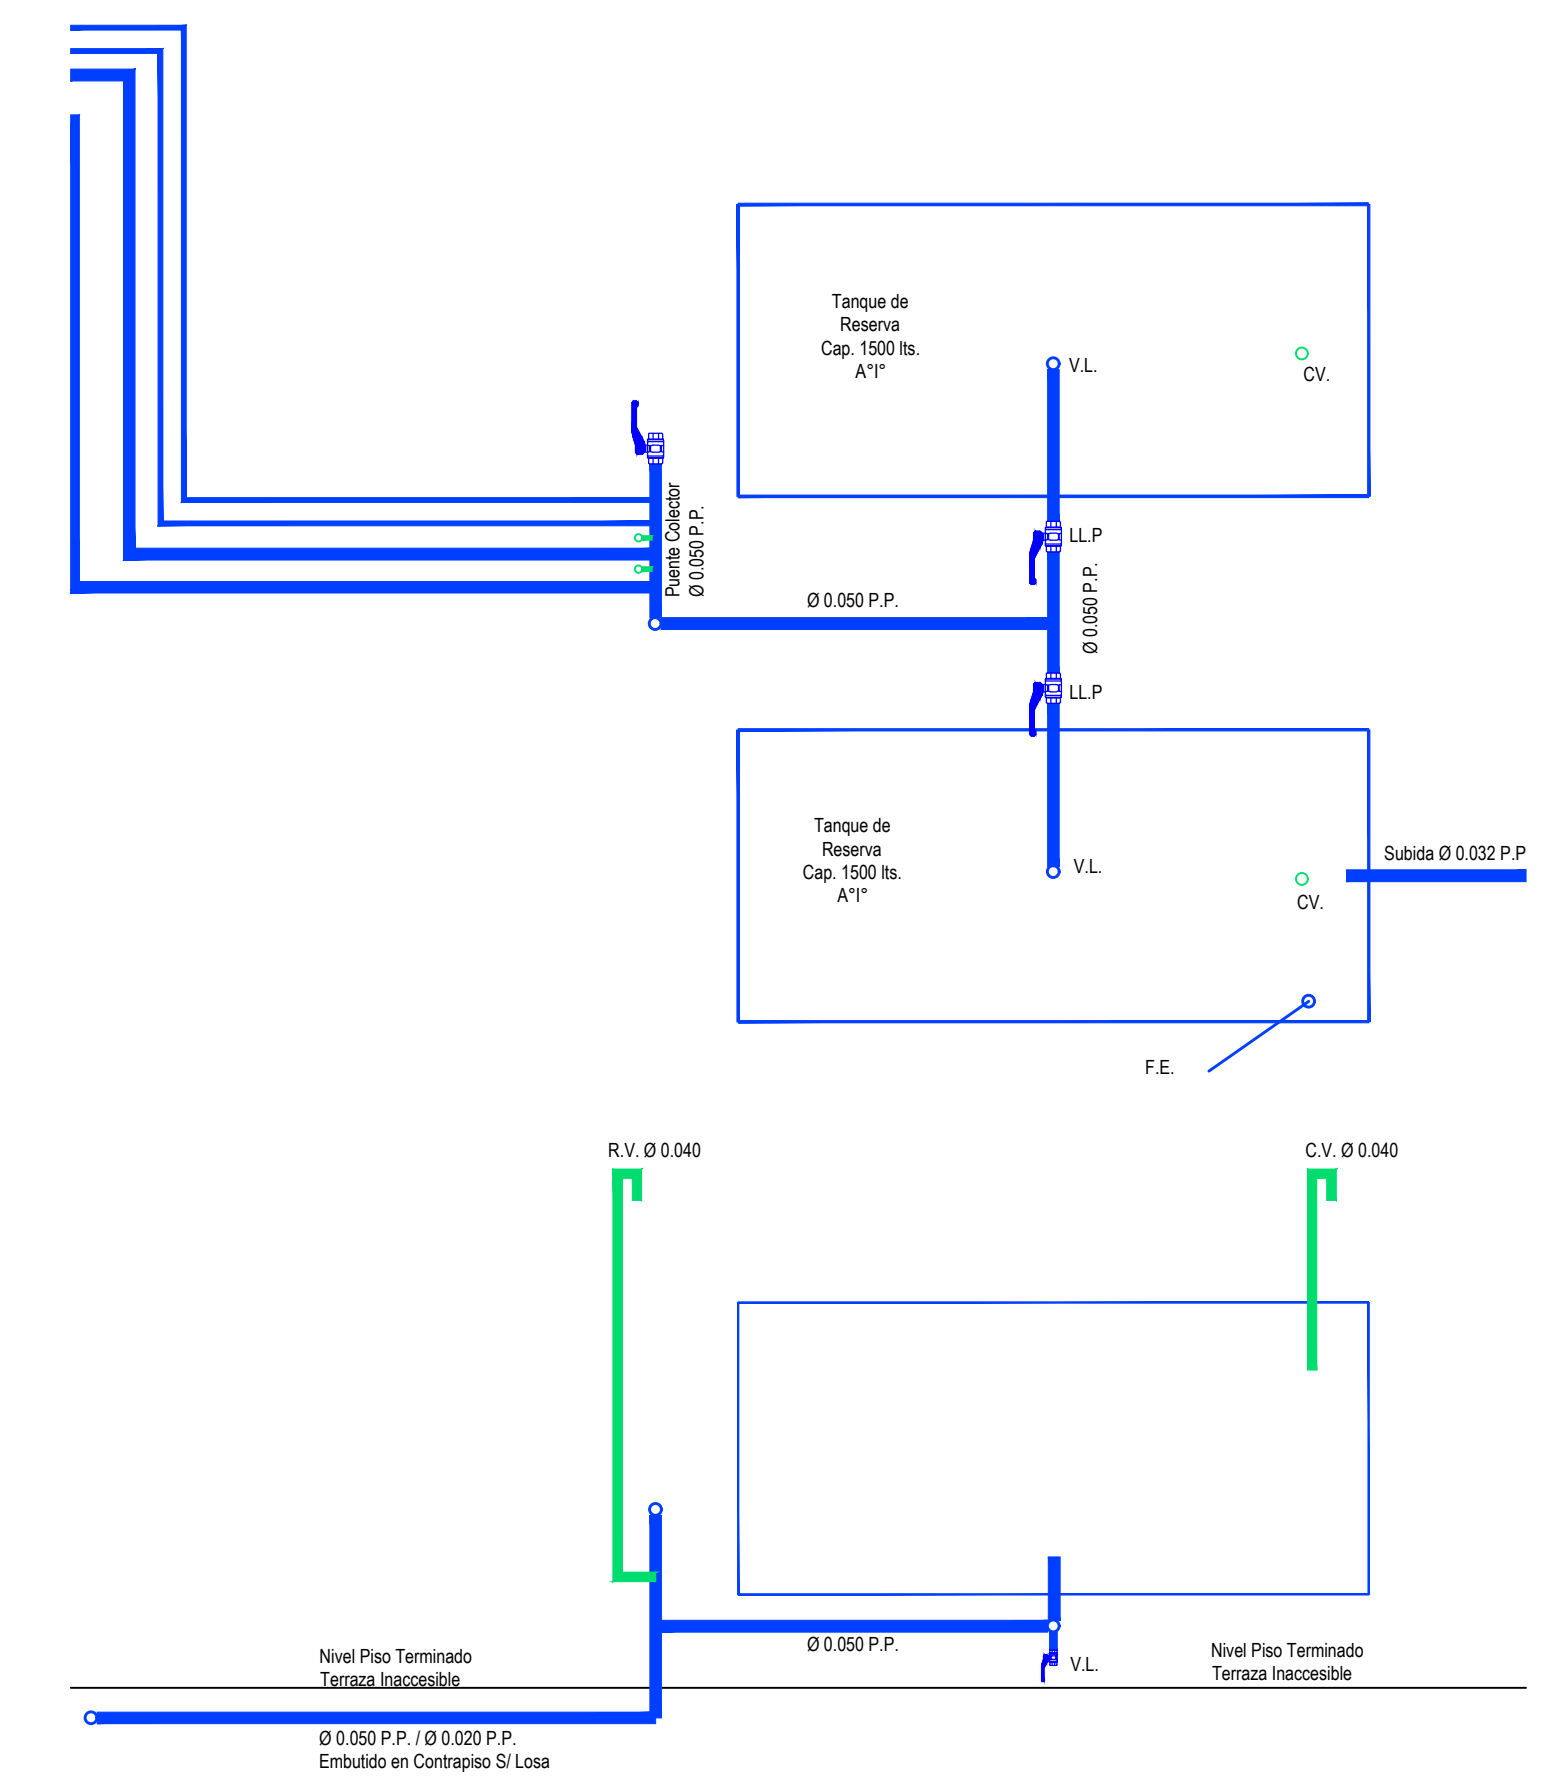 Tanque de
Reserva
Cap. 1500 lts.
A°I°
V.L.
CV.
Puente Colector
Ø 0.050 P.P.
LL.P
Ø 0.050 P.P.
Ø 0.050 P.P.
LL.P
Tanque de
Reserva
Cap. 1500 lts.
A°I°
V.L.
CV.
Subida Ø 0.032 P.P
F.E.
R.V. Ø 0.040
C.V. Ø 0.040
Ø 0.050 P.P.
V.L.
Nivel Piso Terminado
Terraza Inaccesible
Nivel Piso Terminado
Terraza Inaccesible
Ø 0.050 P.P. / Ø 0.020 P.P.
Embutido en Contrapiso S/ Losa